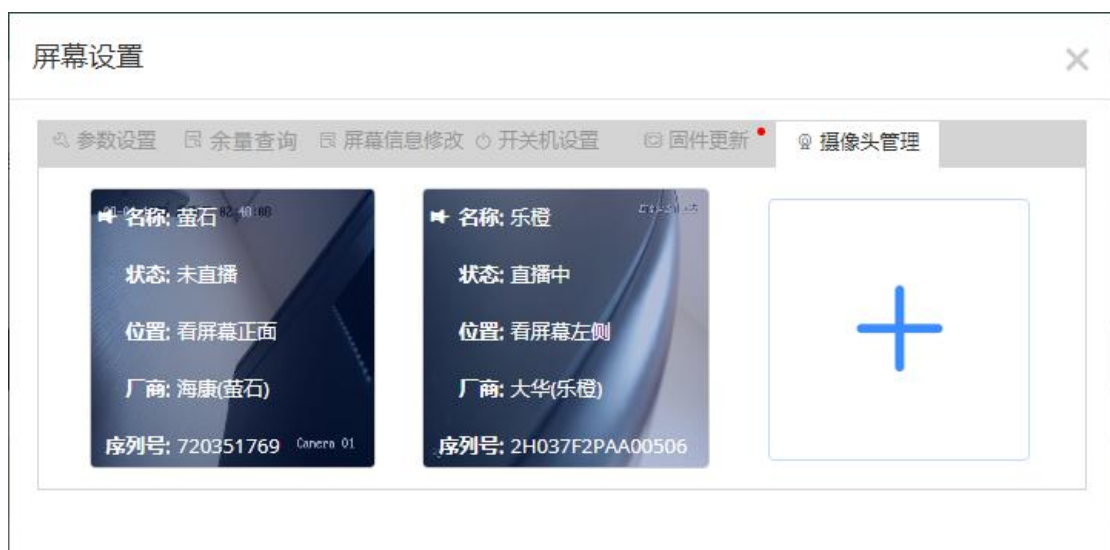 屏幕设置
参数设置 余量查询 屏幕信息修改 开关机设置 固件更新 摄像头管理
名称: 萤石
状态: 未直播
位置: 看屏幕正面
厂商: 海康(萤石)
序列号: 720351769
Camera 01
名称: 乐橙
状态: 直播中
位置: 看屏幕左侧
厂商: 大华(乐橙)
序列号: 2H037F2PAA00506